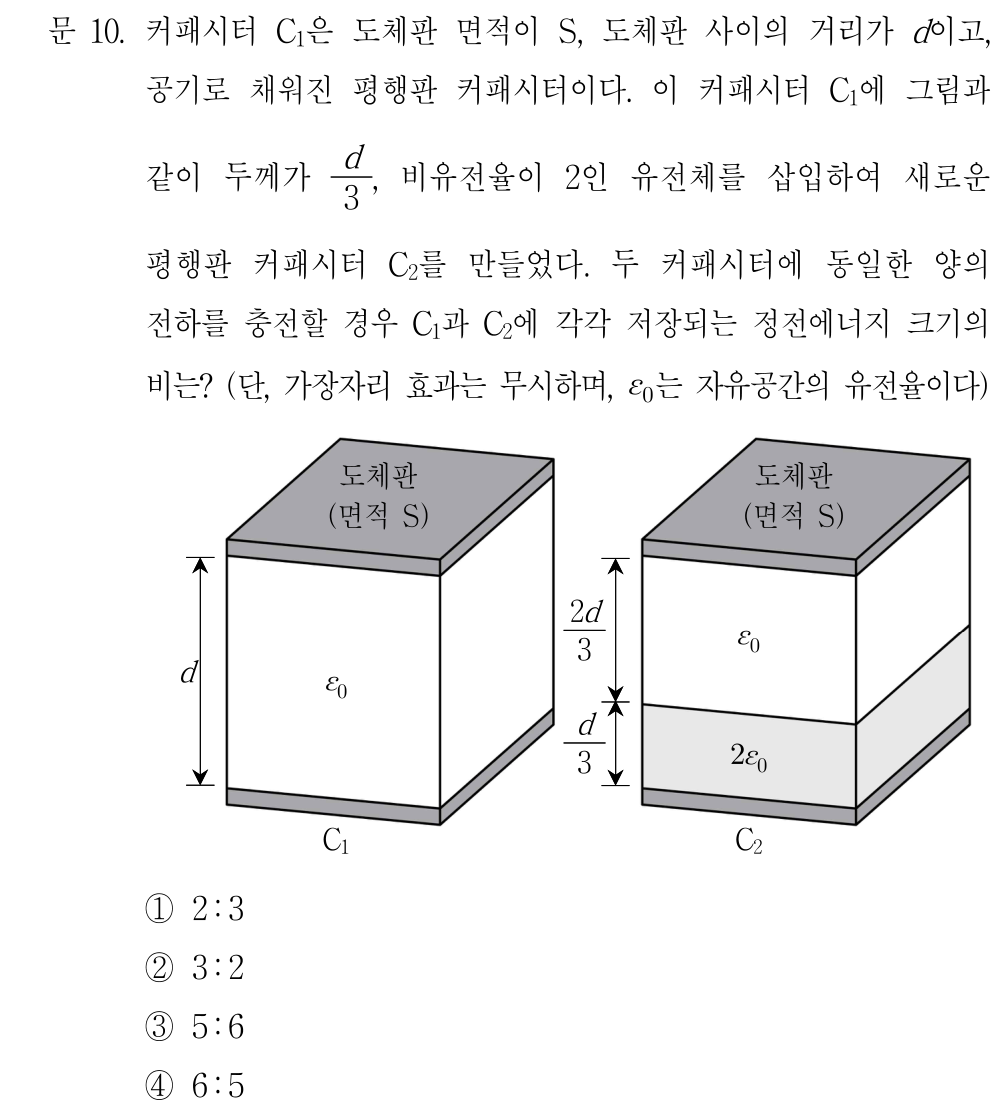 문 10. 커패시터 C₁은 도체판 면적이 S, 도체판 사이의 거리가 d이고,
공기로 채워진 평행판 커패시터이다. 이 커패시터 C₁에 그림과
같이 두께가 d/3, 비유전율이 2인 유전체를 삽입하여 새로운
평행판 커패시터 C₂를 만들었다. 두 커패시터에 동일한 양의
전하를 충전할 경우 C₁과 C₂에 각각 저장되는 정전에너지 크기의
비는? (단, 가장자리 효과는 무시하며, ε₀는 자유공간의 유전율이다)
도체판
(면적 S)
d
ε₀
C₁
도체판
(면적 S)
2d/3
ε₀
d/3
2ε₀
C₂
① 2:3
② 3:2
③ 5:6
④ 6:5